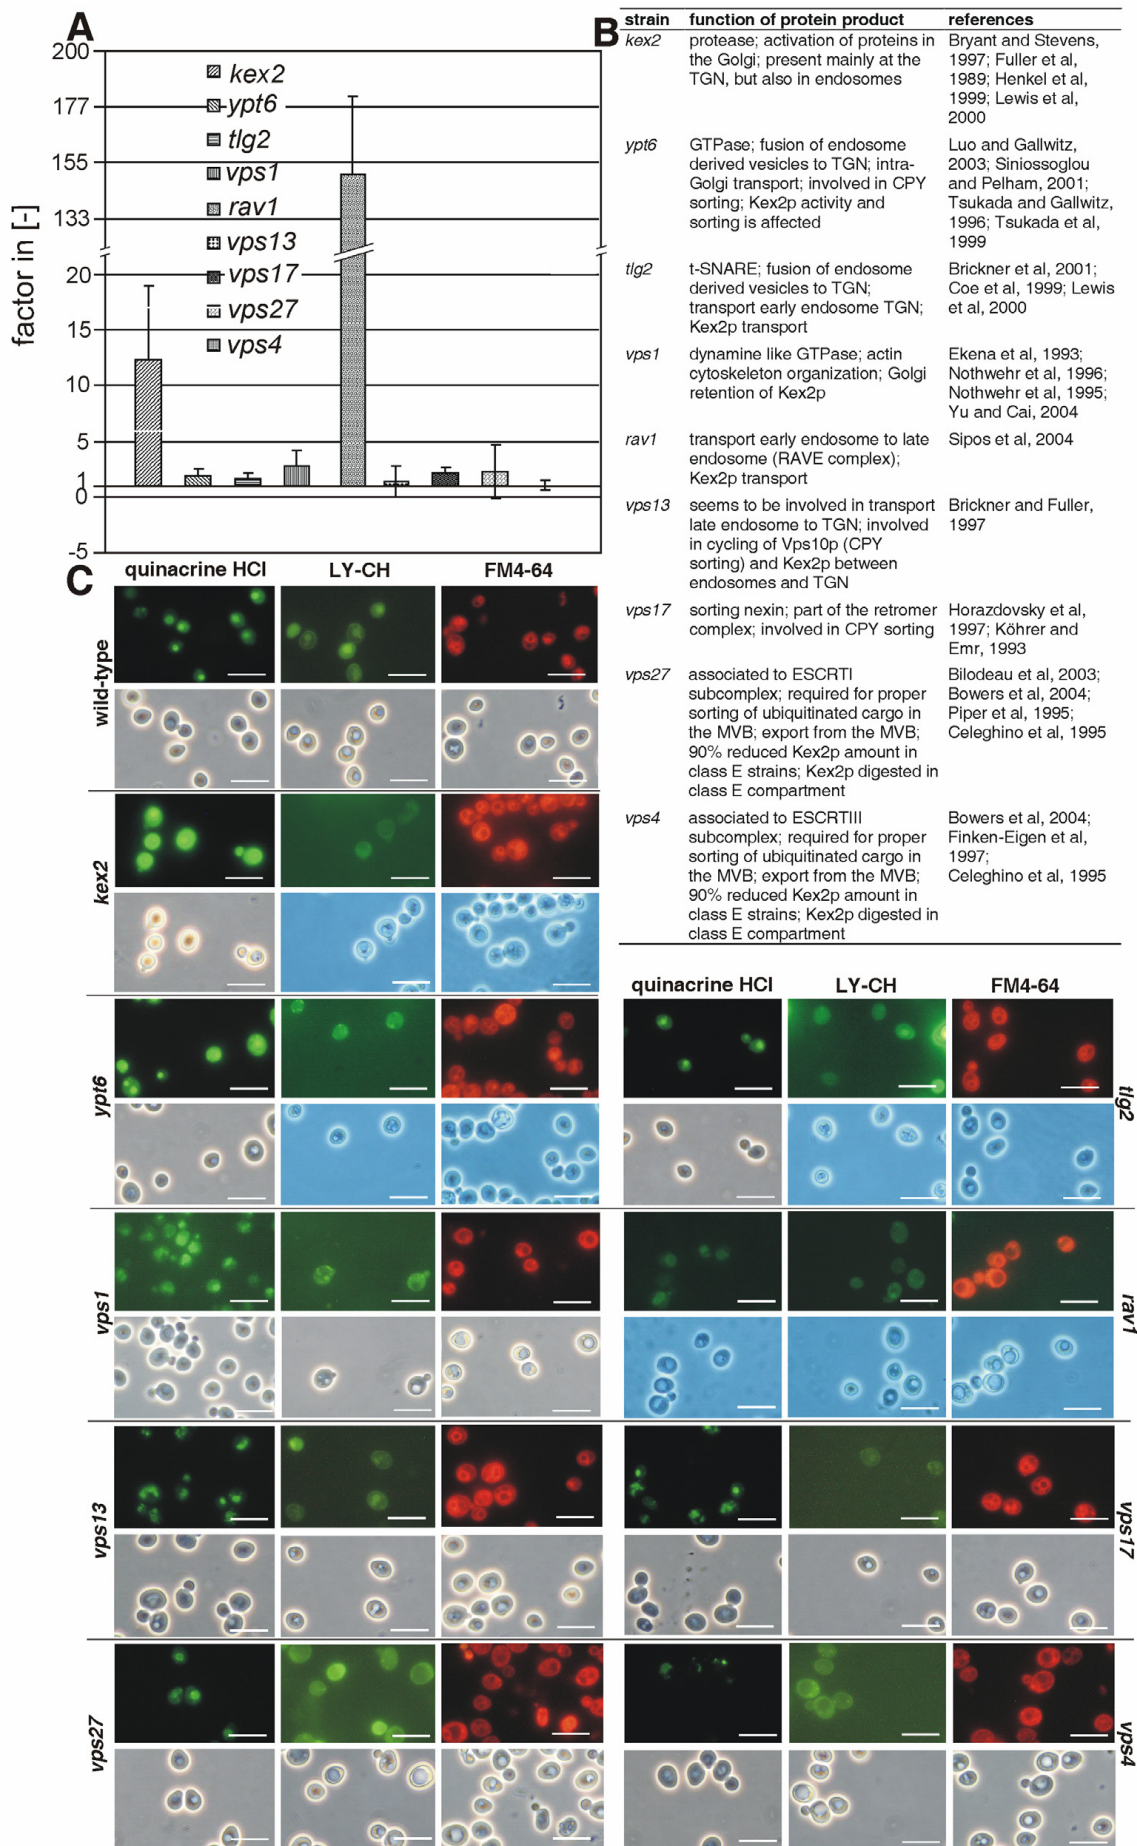 A
200
177
155
133
20
15
10
5
1
0
-5
factor in [-]
kex2
ypt6
tlg2
vps1
rav1
vps13
vps17
vps27
vps4
B
strain function of protein product references
kex2 protease; activation of proteins in Bryant and Stevens,
the Golgi; present mainly at the 1997; Fuller et al,
TGN, but also in endosomes 1989; Henkel et al,
1999; Lewis et al,
2000
ypt6 GTPase; fusion of endosome Luo and Gallwitz,
derived vesicles to TGN; intra- 2003; Siniossoglou
Golgi transport; involved in CPY and Pelham, 2001;
sorting; Kex2p activity and Tsukada and Gallwitz,
sorting is affected 1996; Tsukada et al,
1999
tlg2 t-SNARE; fusion of endosome Brickner et al, 2001;
derived vesicles to TGN; Coe et al, 1999; Lewis
transport early endosome TGN; et al, 2000
Kex2p transport
vps1 dynamine like GTPase; actin Ekena et al, 1993;
cytoskeleton organization; Golgi Nothwehr et al, 1996;
retention of Kex2p Nothwehr et al, 1995;
Yu and Cai, 2004
rav1 transport early endosome to late Sipos et al, 2004
endosome (RAVE complex);
Kex2p transport
vps13 seems to be involved in transport Brickner and Fuller,
late endosome to TGN; involved 1997
in cycling of Vps10p (CPY
sorting) and Kex2p between
endosomes and TGN
vps17 sorting nexin; part of the retromer Horazdovsky et al,
complex; involved in CPY sorting 1997; Köhrer and
Emr, 1993
vps27 associated to ESCRTI Bilodeau et al, 2003;
subcomplex; required for proper Bowers et al, 2004;
sorting of ubiquitinated cargo in Piper et al, 1995;
the MVB; export from the MVB; Celeghino et al, 1995
90% reduced Kex2p amount in
class E strains; Kex2p digested in
class E compartment
vps4 associated to ESCRTIII Bowers et al, 2004;
subcomplex; required for proper Finken-Eigen et al,
sorting of ubiquitinated cargo in 1997;
the MVB; export from the MVB; Celeghino et al, 1995
90% reduced Kex2p amount in
class E strains; Kex2p digested in
class E compartment
C
quinacrine HCl LY-CH FM4-64
wild-type
kex2
quinacrine HCl LY-CH FM4-64
ypt6
tlg2
vps1
rav1
vps13
vps17
vps27
vps4